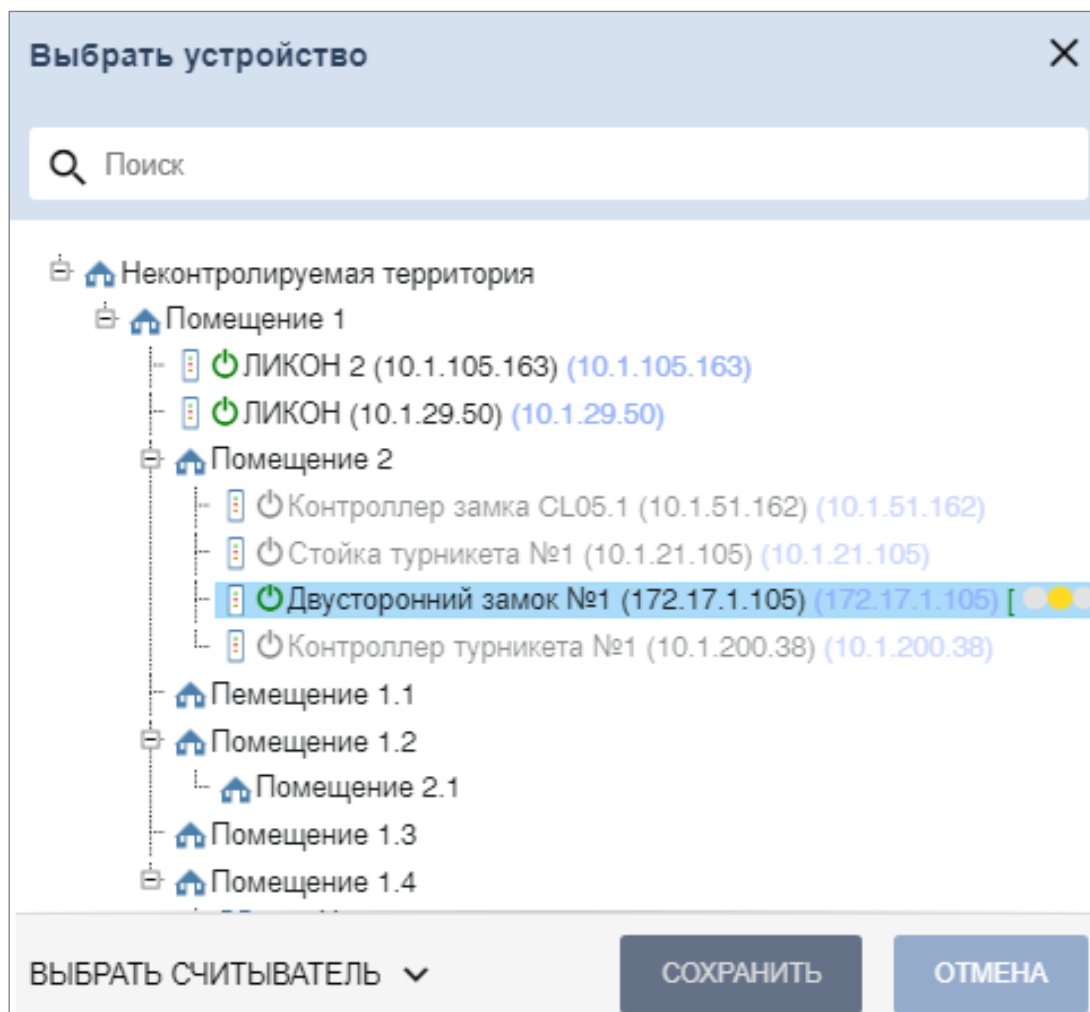 Выбрать устройство
Поиск
Неконтролируемая территория
Помещение 1
ЛИКОН 2 (10.1.105.163) (10.1.105.163)
ЛИКОН (10.1.29.50) (10.1.29.50)
Помещение 2
Контроллер замка CL05.1 (10.1.51.162) (10.1.51.162)
Стойка турникета №1 (10.1.21.105) (10.1.21.105)
Двусторонний замок №1 (172.17.1.105) (172.17.1.105) [
Контроллер турникета №1 (10.1.200.38) (10.1.200.38)
Пемещение 1.1
Помещение 1.2
Помещение 2.1
Помещение 1.3
Помещение 1.4
ВЫБРАТЬ СЧИТЫВАТЕЛЬ СОХРАНИТЬ ОТМЕНА